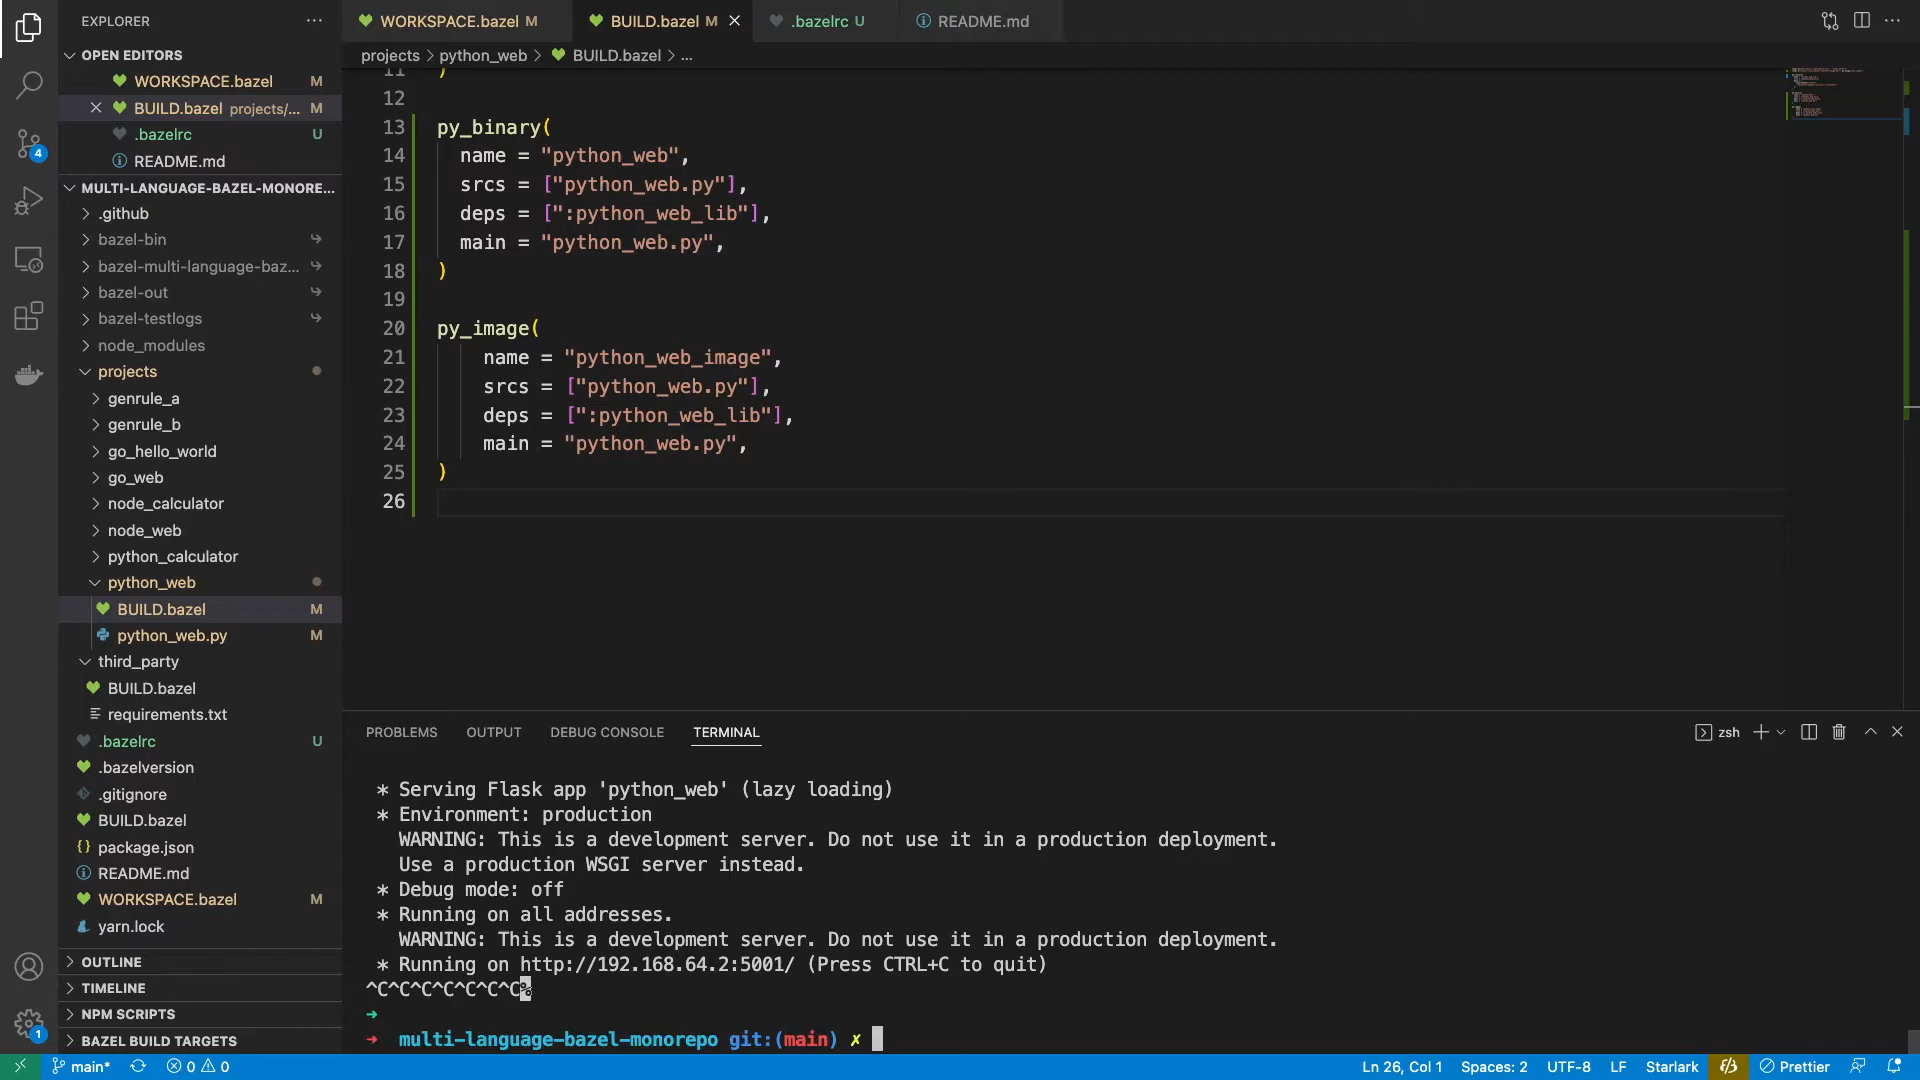 EXPLORER
OPEN EDITORS
WORKSPACE.bazel M
BUILD.bazel projects/... M
.bazelrc U
README.md
MULTI-LANGUAGE-BAZEL-MONORE...
.github
bazel-bin
bazel-multi-language-baz...
bazel-out
bazel-testlogs
node_modules
projects
genrule_a
genrule_b
go_hello_world
go_web
node_calculator
node_web
python_calculator
python_web
BUILD.bazel M
python_web.py M
third_party
BUILD.bazel
requirements.txt
.bazelrc U
.bazelversion
.gitignore
BUILD.bazel
package.json
README.md
WORKSPACE.bazel M
yarn.lock
OUTLINE
TIMELINE
NPM SCRIPTS
BAZEL BUILD TARGETS
4
1
WORKSPACE.bazel M BUILD.bazel M .bazelrc U README.md
projects > python_web > BUILD.bazel > ...
11 )
12
13 py_binary(
14 name = "python_web",
15 srcs = ["python_web.py"],
16 deps = [":python_web_lib"],
17 main = "python_web.py",
18 )
19
20 py_image(
21 name = "python_web_image",
22 srcs = ["python_web.py"],
23 deps = [":python_web_lib"],
24 main = "python_web.py",
25 )
26
PROBLEMS OUTPUT DEBUG CONSOLE TERMINAL zsh
* Serving Flask app 'python_web' (lazy loading)
* Environment: production
WARNING: This is a development server. Do not use it in a production deployment.
Use a production WSGI server instead.
* Debug mode: off
* Running on all addresses.
WARNING: This is a development server. Do not use it in a production deployment.
* Running on http://192.168.64.2:5001/ (Press CTRL+C to quit)
^C^C^C^C^C^C^C%
➜
➜ multi-language-bazel-monorepo git:(main) ✗
main* 0 0 Ln 26, Col 1 Spaces: 2 UTF-8 LF Starlark Prettier